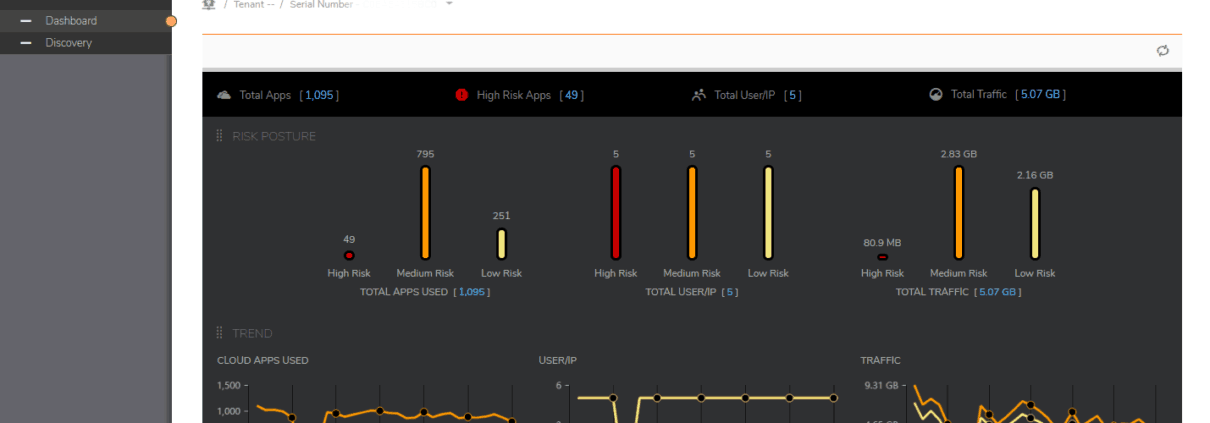 / Tenant -- / Serial Number -
Dashboard
Discovery
Total Apps [ 1,095 ] High Risk Apps [ 49 ] Total User/IP [ 5 ] Total Traffic [ 5.07 GB ]
RISK POSTURE
795 5 5 5 2.83 GB
2.16 GB
251
49 80.9 MB
High Risk Medium Risk Low Risk High Risk Medium Risk Low Risk High Risk Medium Risk Low Risk
TOTAL APPS USED [ 1,095 ] TOTAL USER/IP [ 5 ] TOTAL TRAFFIC [ 5.07 GB ]
TREND
CLOUD APPS USED USER/IP TRAFFIC
1,500 6 9.31 GB
1,000